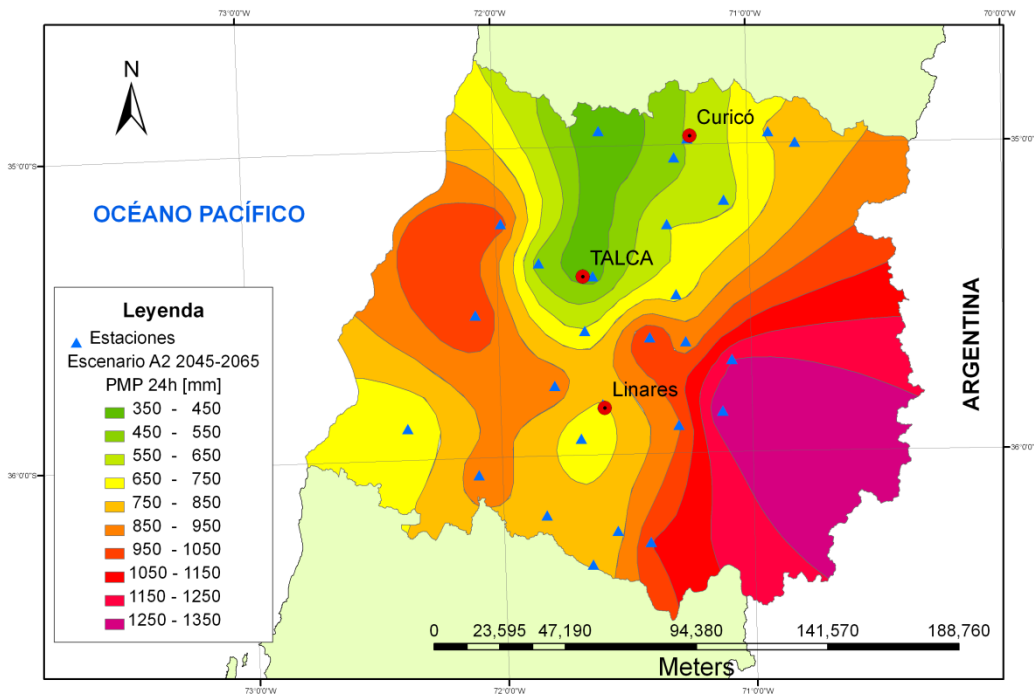 73°0'0"W 72°0'0"W 71°0'0"W 70°0'0"W
N
Curicó
35°0'0"S
35°0'0"S
OCÉANO PACÍFICO
TALCA
ARGENTINA
Leyenda
Estaciones
Escenario A2 2045-2065
PMP 24h [mm]
350 - 450
450 - 550
550 - 650
650 - 750
750 - 850
850 - 950
950 - 1050
1050 - 1150
1150 - 1250
1250 - 1350
Linares
36°0'0"S
36°0'0"S
0 23,595 47,190 94,380 141,570 188,760
Meters
73°0'0"W 72°0'0"W 71°0'0"W